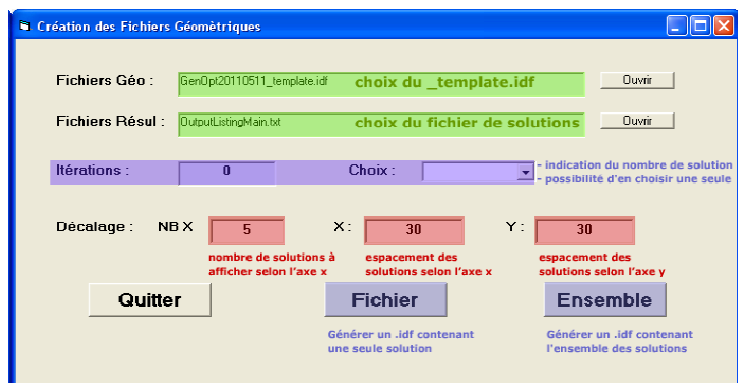 Création des Fichiers Géomètriques
Fichiers Géo : GenOpt20110511_template.idf choix du _template.idf Ouvrir
Fichiers Résul : OutputListingMain.txt choix du fichier de solutions Ouvrir
Itérations : 0 Choix : - indication du nombre de solution
- possibilité d'en choisir une seule
Décalage : NB X 5 X : 30 Y : 30
nombre de solutions à espacement des espacement des
afficher selon l'axe x solutions selon l'axe x solutions selon l'axe y
Quitter Fichier Ensemble
Générer un .idf contenant Générer un .idf contenant
une seule solution l'ensemble des solutions